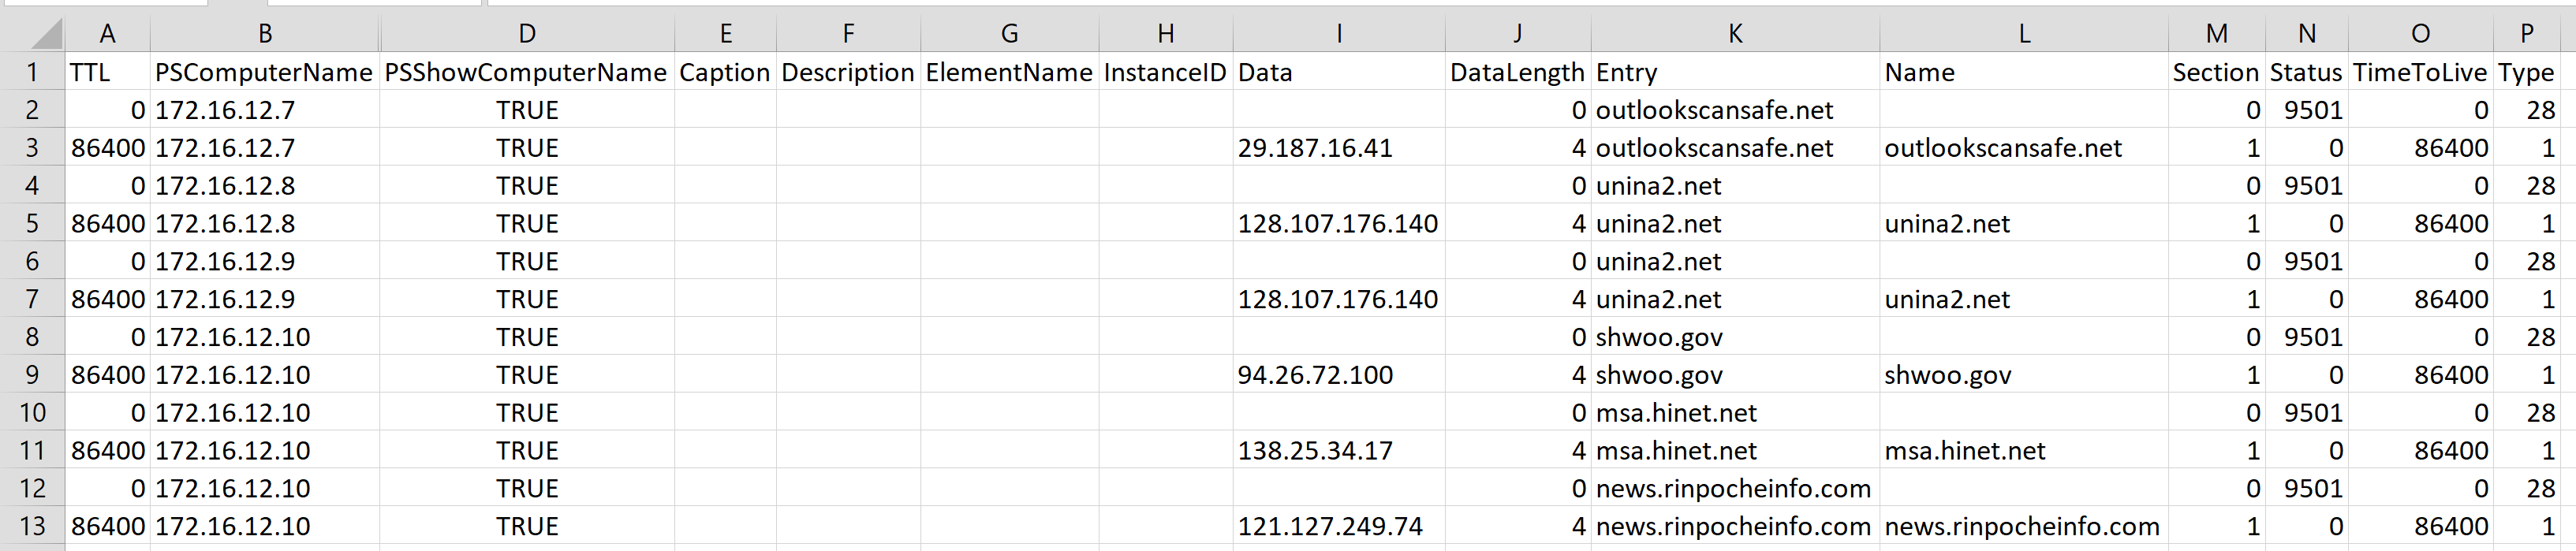 A B D E F G H I J K L M N O P
1 TTL PSComputerName PSShowComputerName Caption Description ElementName InstanceID Data DataLength Entry Name Section Status TimeToLive Type
2 0 172.16.12.7 TRUE 0 outlookscansafe.net 0 9501 0 28
3 86400 172.16.12.7 TRUE 29.187.16.41 4 outlookscansafe.net outlookscansafe.net 1 0 86400 1
4 0 172.16.12.8 TRUE 0 unina2.net 0 9501 0 28
5 86400 172.16.12.8 TRUE 128.107.176.140 4 unina2.net unina2.net 1 0 86400 1
6 0 172.16.12.9 TRUE 0 unina2.net 0 9501 0 28
7 86400 172.16.12.9 TRUE 128.107.176.140 4 unina2.net unina2.net 1 0 86400 1
8 0 172.16.12.10 TRUE 0 shwoo.gov 0 9501 0 28
9 86400 172.16.12.10 TRUE 94.26.72.100 4 shwoo.gov shwoo.gov 1 0 86400 1
10 0 172.16.12.10 TRUE 0 msa.hinet.net 0 9501 0 28
11 86400 172.16.12.10 TRUE 138.25.34.17 4 msa.hinet.net msa.hinet.net 1 0 86400 1
12 0 172.16.12.10 TRUE 0 news.rinpocheinfo.com 0 9501 0 28
13 86400 172.16.12.10 TRUE 121.127.249.74 4 news.rinpocheinfo.com news.rinpocheinfo.com 1 0 86400 1